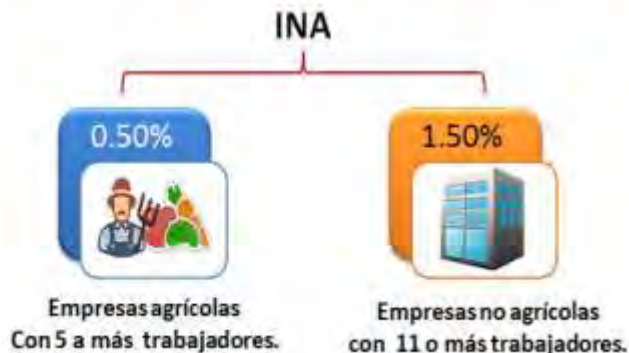 INA
0.50%
1.50%
Empresas agrícolas
Con 5 a más trabajadores.
Empresas no agrícolas
con 11 o más trabajadores.